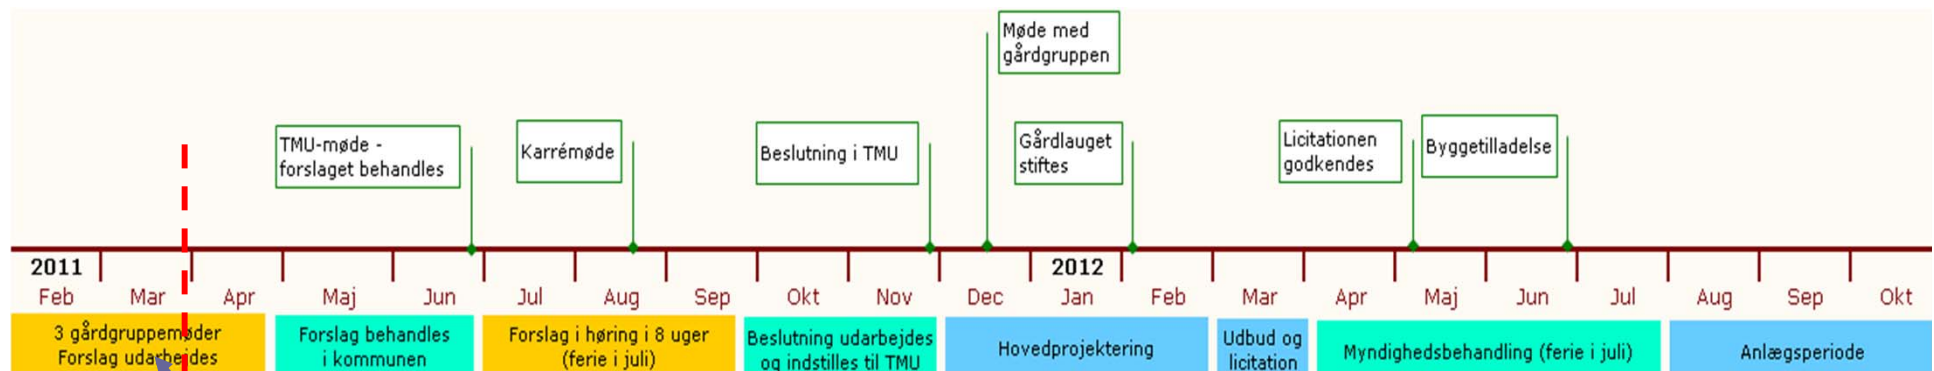 Møde med
gårdgruppen
TMU-møde -
forslaget behandles
Karrémøde
Beslutning i TMU
Gårdlauget
stiftes
Licitationen
godkendes
Byggetilladelse
2011
2012
Feb Mar Apr Maj Jun Jul Aug Sep Okt Nov Dec Jan Feb Mar Apr Maj Jun Jul Aug Sep Okt
3 gårdgruppemøder
Forslag udarbejdes
Forslag behandles
i kommunen
Forslag i høring i 8 uger
(ferie i juli)
Beslutning udarbejdes
og indstilles til TMU
Hovedprojektering
Udbud og
licitation
Myndighedsbehandling (ferie i juli)
Anlægsperiode